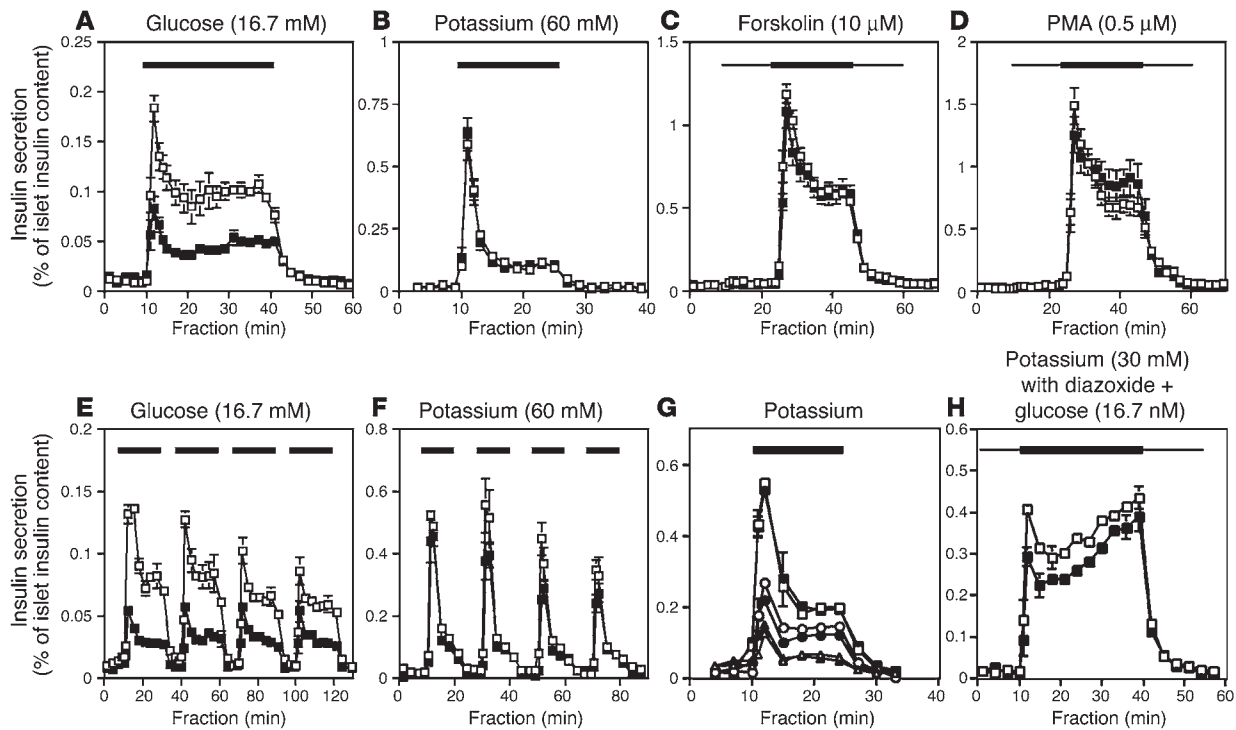 A Glucose (16.7 mM)
B Potassium (60 mM)
C Forskolin (10 μM)
D PMA (0.5 μM)
Insulin secretion
(% of islet insulin content)
0.25
0.2
0.15
0.1
0.05
0
0 10 20 30 40 50 60
Fraction (min)
1
0.75
0.5
0.25
0
0 10 20 30 40
Fraction (min)
1.5
1
0.5
0
0 20 40 60
Fraction (min)
2
1.5
1
0.5
0
0 20 40 60
Fraction (min)
E Glucose (16.7 mM)
F Potassium (60 mM)
G Potassium
H Potassium (30 mM)
with diazoxide +
glucose (16.7 nM)
Insulin secretion
(% of islet insulin content)
0.2
0.15
0.1
0.05
0
0 20 40 60 80 100 120
Fraction (min)
0.8
0.6
0.4
0.2
0
0 20 40 60 80
Fraction (min)
0.6
0.4
0.2
0
0 10 20 30 40
Fraction (min)
0.6
0.5
0.4
0.3
0.2
0.1
0
0 10 20 30 40 50 60
Fraction (min)